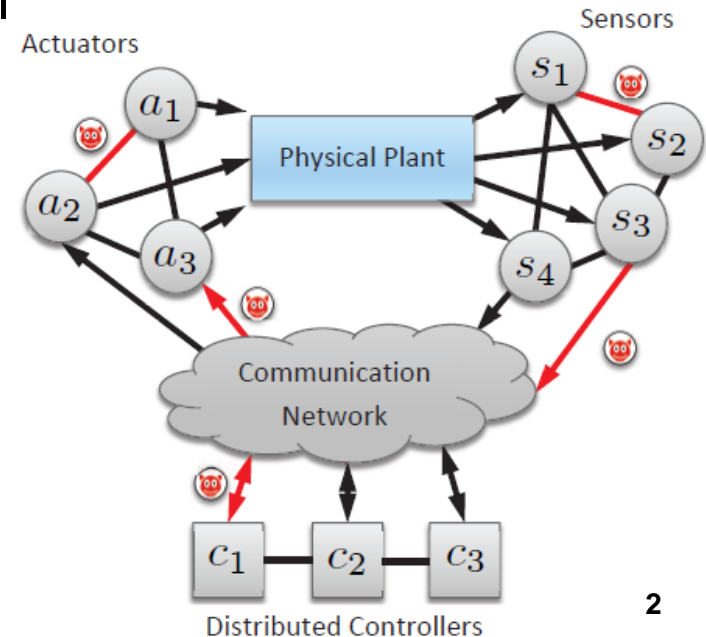 Sensors
Actuators
s1
a1
s2
Physical Plant
a2
s3
a3
s4
Communication
Network
c1
c2
c3
2
Distributed Controllers